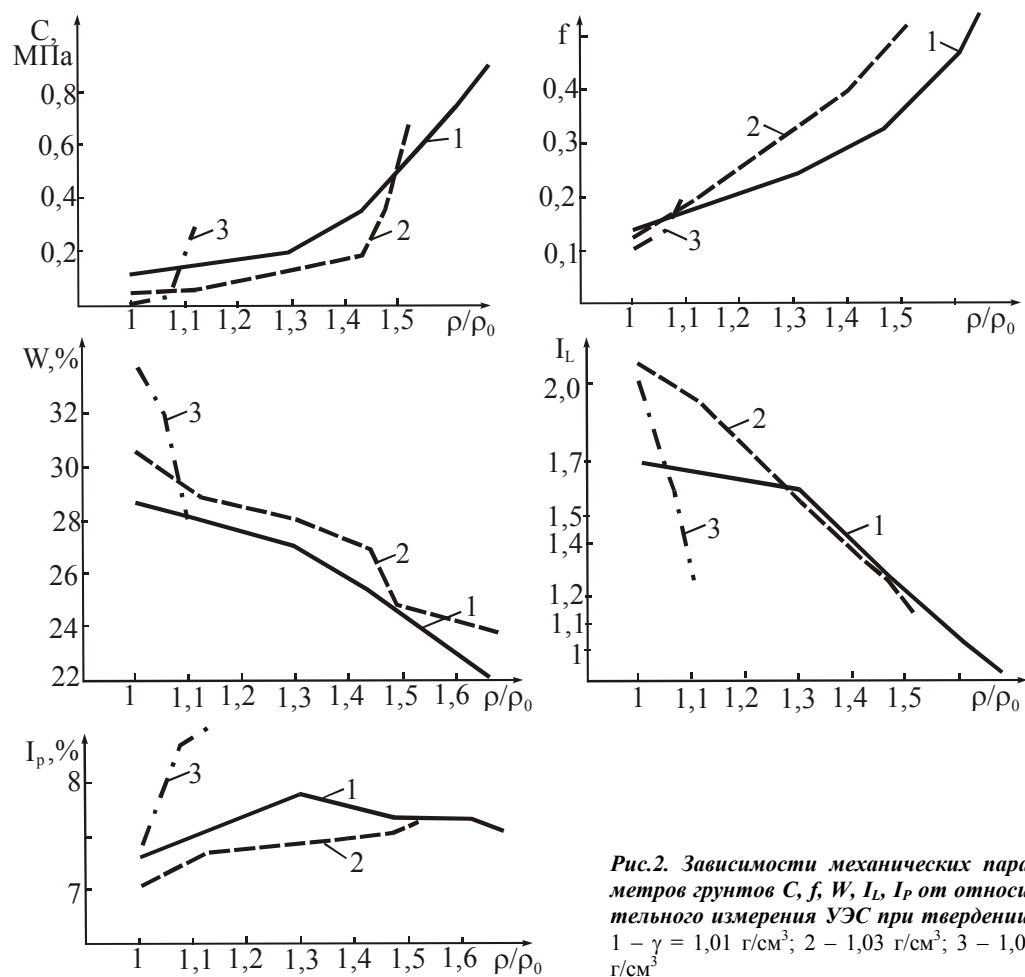 C,
МПа
0,8
0,6
0,4
0,2
1
2
3
1 1,1 1,2 1,3 1,4 1,5 ρ/ρ₀
f
0,4
0,3
0,2
0,1
1
2
3
1 1,1 1,2 1,3 1,4 1,5 ρ/ρ₀
W,%
32
30
28
26
24
22
3
2
1
1 1,1 1,2 1,3 1,4 1,5 1,6 ρ/ρ₀
I_L
2,0
1,7
1,5
1,4
1,2
1,1
1
2
1
3
1 1,1 1,2 1,3 1,4 1,5 ρ/ρ₀
I_p,%
8
7
3
1
2
1 1,1 1,2 1,3 1,4 1,5 1,6 ρ/ρ₀
Рис.2. Зависимости механических пара
метров грунтов C, f, W, I_L, I_P от относи
тельного измерения УЭС при твердении
1 – γ = 1,01 г/см³; 2 – 1,03 г/см³; 3 – 1,0
г/см³